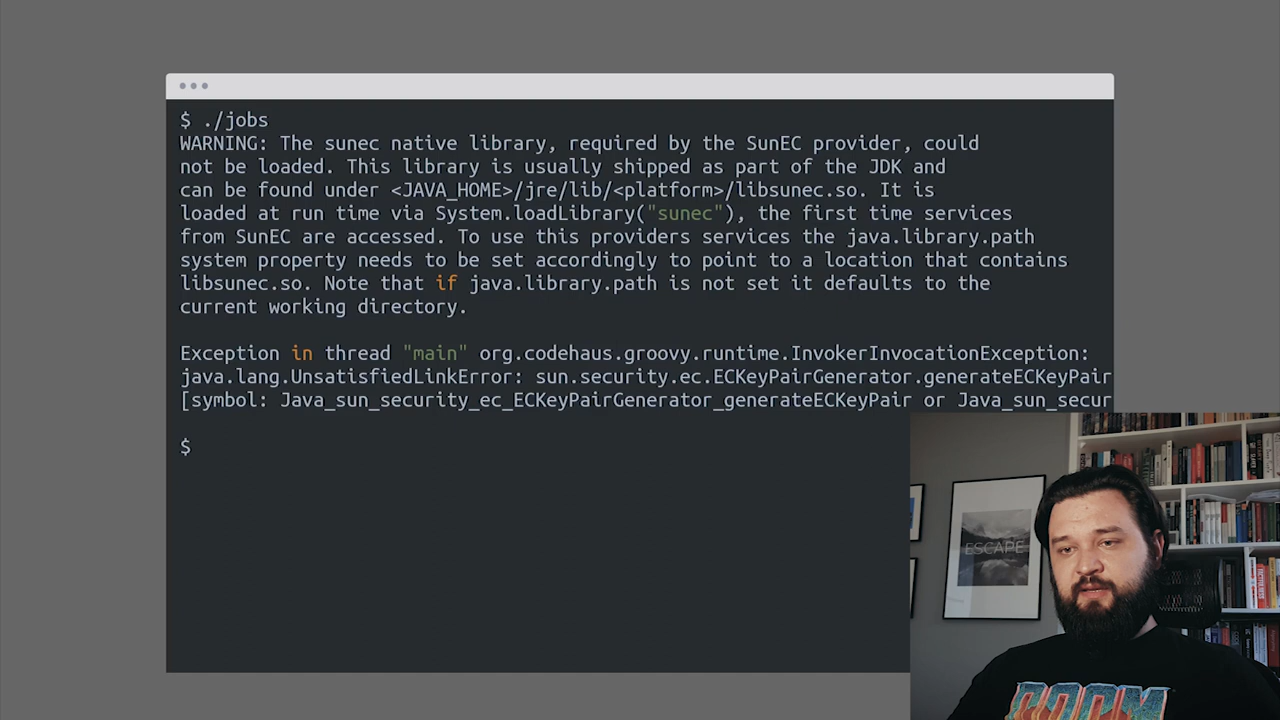 $ ./jobs
WARNING: The sunec native library, required by the SunEC provider, could
not be loaded. This library is usually shipped as part of the JDK and
can be found under <JAVA_HOME>/jre/lib/<platform>/libsunec.so. It is
loaded at run time via System.loadLibrary("sunec"), the first time services
from SunEC are accessed. To use this providers services the java.library.path
system property needs to be set accordingly to point to a location that contains
libsunec.so. Note that if java.library.path is not set it defaults to the
current working directory.
Exception in thread "main" org.codehaus.groovy.runtime.InvokerInvocationException:
java.lang.UnsatisfiedLinkError: sun.security.ec.ECKeyPairGenerator.generateECKeyPair
[symbol: Java_sun_security_ec_ECKeyPairGenerator_generateECKeyPair or Java_sun_secur
$
ESCAPE